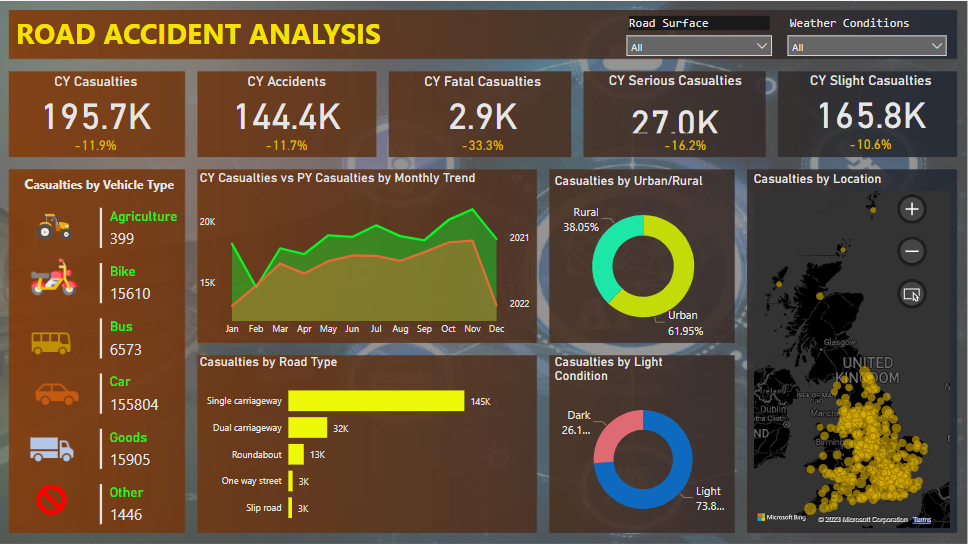 ROAD ACCIDENT ANALYSIS
Road Surface
All
Weather Conditions
All
CY Casualties
195.7K
-11.9%
CY Accidents
144.4K
-11.7%
CY Fatal Casualties
2.9K
-33.3%
CY Serious Casualties
27.0K
-16.2%
CY Slight Casualties
165.8K
-10.6%
Casualties by Vehicle Type
Agriculture
399
Bike
15610
Bus
6573
Car
155804
Goods
15905
Other
1446
CY Casualties vs PY Casualties by Monthly Trend
20K
15K
2021
2022
Jan Feb Mar Apr May Jun Jul Aug Sep Oct Nov Dec
Casualties by Road Type
Single carriageway 145K
Dual carriageway 32K
Roundabout 13K
One way street 3K
Slip road 3K
Casualties by Urban/Rural
Rural
38.05%
Urban
61.95%
Casualties by Light
Condition
Dark
26.1...
Light
73.8...
Casualties by Location
Glasgow
UNITED
KINGDOM
ISLE OF
Dublin
Manche
Birmingham
Microsoft Bing
© 2023 Microsoft Corporation Terms